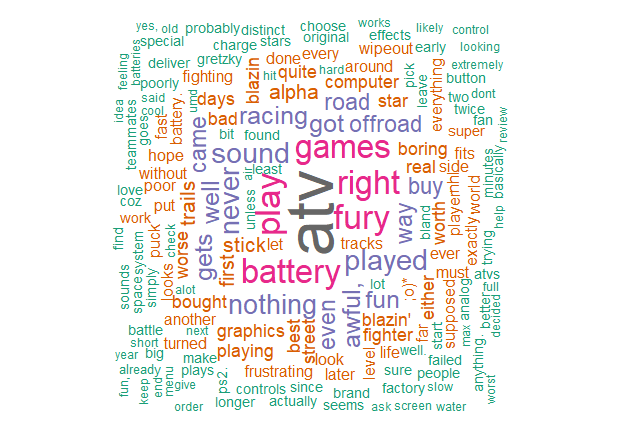 yes,
old
probably
distinct
choose
works
likely
control
batteries
special
charge
stars
original
effects
early
looking
feeling
deliver
gretzky
done
every
wipeout
extremely
poorly
fighting
blazin
quite
around
computer
pick
button
idea
said
umd
hit
hard
leave
everything
two
dont
teammates
cool
battery.
days
alpha
road
star
twice
review
goes
fast
bad
racing
got
offroad
super
fan
bit
found
games
boring
fits
basically
hope
came
sound
air
least
real
side
minutes
without
never
unless
right
buy
playernhl
world
love
poor
trails
well
play
atv
fury
way
bland
worth
exactly
help
coz
put
work
puck
worse
gets
stick
let
tracks
ever
trying
find
check
first
battery
played
must
atvs
sounds
spacesystem
simply
looks
alot
bought
nothing
lot
;o)*
either
supposed
analog
full
another
even
awful,
fun
blazin'
far
start
max
better
decided
battle
next
graphics
best
street
fighter
well.
short
turned
playing
look
level
life
failed
anything.
year
big
make
frustrating
later
sure
people
worst
already
plays
ps2.
controls
since
brand
factory
slow
fun,
keep
end
menu
give
longer
actually
seems
ask
screen
water
order